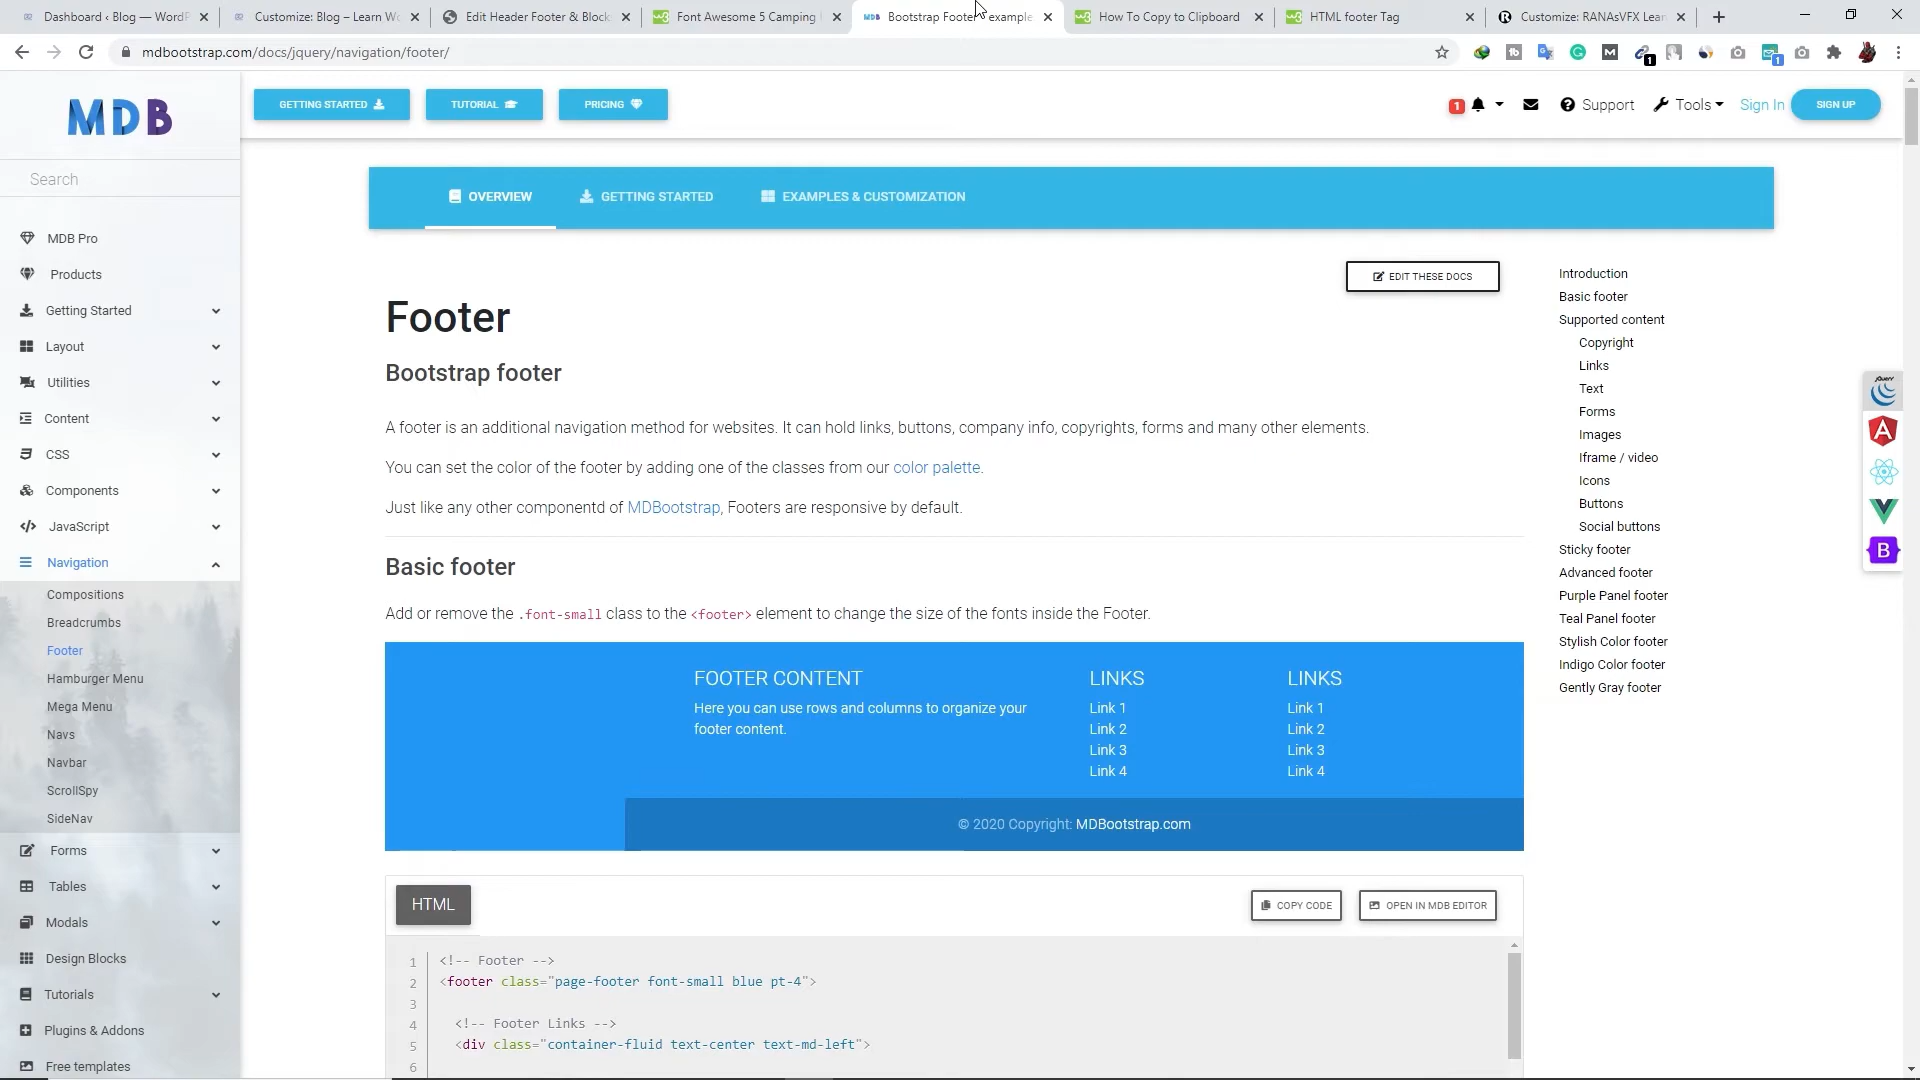 Dashboard ‹ Blog — WordP
Customize: Blog – Learn Wo
Edit Header Footer & Block
Font Awesome 5 Camping
Bootstrap Foote
example
How To Copy to Clipboard
HTML footer Tag
Customize: RANAsVFX Lear
mdbootstrap.com/docs/jquery/navigation/footer/
MDB
GETTING STARTED
TUTORIAL
PRICING
1
Support
Tools
Sign In
SIGN UP
Search
OVERVIEW
GETTING STARTED
EXAMPLES & CUSTOMIZATION
MDB Pro
Products
Getting Started
Layout
Utilities
Content
CSS
Components
JavaScript
Navigation
Compositions
Breadcrumbs
Footer
Hamburger Menu
Mega Menu
Navs
Navbar
ScrollSpy
SideNav
Forms
Tables
Modals
Design Blocks
Tutorials
Plugins & Addons
Free templates
EDIT THESE DOCS
Footer
Bootstrap footer
A footer is an additional navigation method for websites. It can hold links, buttons, company info, copyrights, forms and many other elements.
You can set the color of the footer by adding one of the classes from our color palette.
Just like any other componentd of MDBootstrap, Footers are responsive by default.
Basic footer
Add or remove the .font-small class to the <footer> element to change the size of the fonts inside the Footer.
FOOTER CONTENT
Here you can use rows and columns to organize your
footer content.
LINKS
Link 1
Link 2
Link 3
Link 4
LINKS
Link 1
Link 2
Link 3
Link 4
© 2020 Copyright: MDBootstrap.com
HTML
COPY CODE
OPEN IN MDB EDITOR
1 <!-- Footer -->
2 <footer class="page-footer font-small blue pt-4">
3
4 <!-- Footer Links -->
5 <div class="container-fluid text-center text-md-left">
6
Introduction
Basic footer
Supported content
Copyright
Links
Text
Forms
Images
Iframe / video
Icons
Buttons
Social buttons
Sticky footer
Advanced footer
Purple Panel footer
Teal Panel footer
Stylish Color footer
Indigo Color footer
Gently Gray footer
jQuery